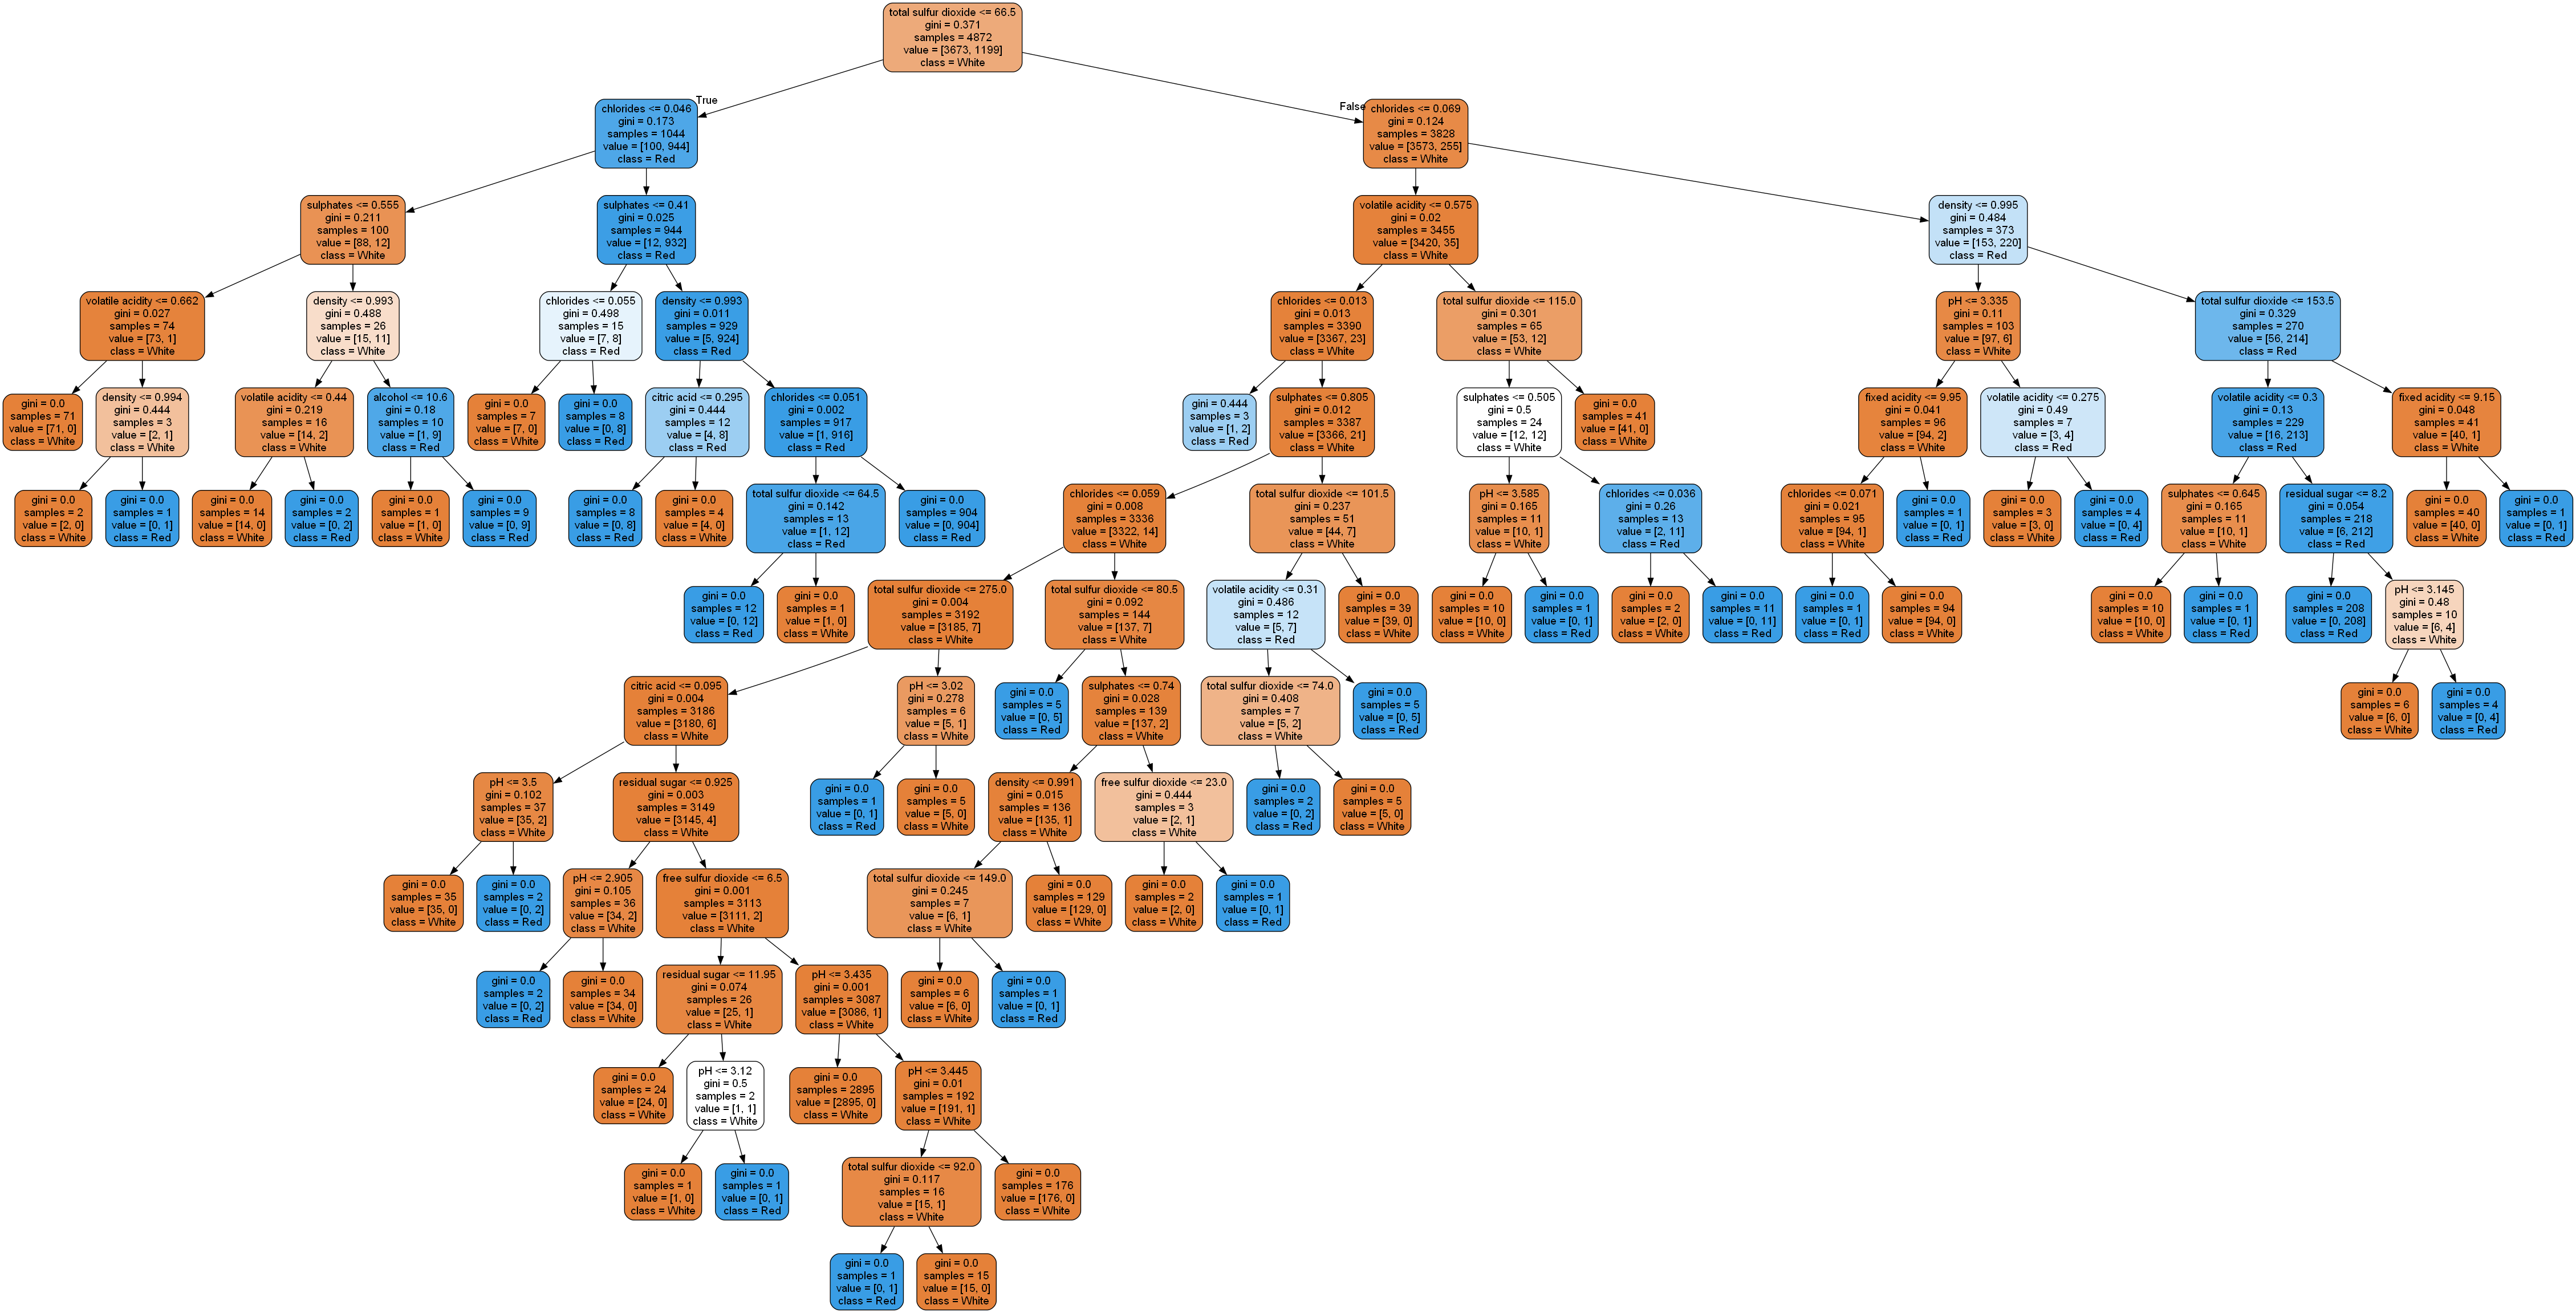 total sulfur dioxide <= 66.5
gini = 0.371
samples = 4872
value = [3673, 1199]
class = White
True
False
chlorides <= 0.046
gini = 0.173
samples = 1044
value = [100, 944]
class = Red
chlorides <= 0.069
gini = 0.124
samples = 3828
value = [3573, 255]
class = White
sulphates <= 0.555
gini = 0.211
samples = 100
value = [88, 12]
class = White
sulphates <= 0.41
gini = 0.025
samples = 944
value = [12, 932]
class = Red
volatile acidity <= 0.575
gini = 0.02
samples = 3455
value = [3420, 35]
class = White
density <= 0.995
gini = 0.484
samples = 373
value = [153, 220]
class = Red
volatile acidity <= 0.662
gini = 0.027
samples = 74
value = [73, 1]
class = White
density <= 0.993
gini = 0.488
samples = 26
value = [15, 11]
class = White
chlorides <= 0.055
gini = 0.498
samples = 15
value = [7, 8]
class = Red
density <= 0.993
gini = 0.011
samples = 929
value = [5, 924]
class = Red
chlorides <= 0.013
gini = 0.013
samples = 3390
value = [3367, 23]
class = White
total sulfur dioxide <= 115.0
gini = 0.301
samples = 65
value = [53, 12]
class = White
pH <= 3.335
gini = 0.11
samples = 103
value = [97, 6]
class = White
total sulfur dioxide <= 153.5
gini = 0.329
samples = 270
value = [56, 214]
class = Red
gini = 0.0
samples = 71
value = [71, 0]
class = White
density <= 0.994
gini = 0.444
samples = 3
value = [2, 1]
class = White
volatile acidity <= 0.44
gini = 0.219
samples = 16
value = [14, 2]
class = White
alcohol <= 10.6
gini = 0.18
samples = 10
value = [1, 9]
class = Red
gini = 0.0
samples = 7
value = [7, 0]
class = White
gini = 0.0
samples = 8
value = [0, 8]
class = Red
citric acid <= 0.295
gini = 0.444
samples = 12
value = [4, 8]
class = Red
chlorides <= 0.051
gini = 0.002
samples = 917
value = [1, 916]
class = Red
gini = 0.444
samples = 3
value = [1, 2]
class = Red
sulphates <= 0.805
gini = 0.012
samples = 3387
value = [3366, 21]
class = White
sulphates <= 0.505
gini = 0.5
samples = 24
value = [12, 12]
class = White
gini = 0.0
samples = 41
value = [41, 0]
class = White
fixed acidity <= 9.95
gini = 0.041
samples = 96
value = [94, 2]
class = White
volatile acidity <= 0.275
gini = 0.49
samples = 7
value = [3, 4]
class = Red
volatile acidity <= 0.3
gini = 0.13
samples = 229
value = [16, 213]
class = Red
fixed acidity <= 9.15
gini = 0.048
samples = 41
value = [40, 1]
class = White
gini = 0.0
samples = 2
value = [2, 0]
class = White
gini = 0.0
samples = 1
value = [0, 1]
class = Red
gini = 0.0
samples = 14
value = [14, 0]
class = White
gini = 0.0
samples = 2
value = [0, 2]
class = Red
gini = 0.0
samples = 1
value = [1, 0]
class = White
gini = 0.0
samples = 9
value = [0, 9]
class = Red
gini = 0.0
samples = 8
value = [0, 8]
class = Red
gini = 0.0
samples = 4
value = [4, 0]
class = White
total sulfur dioxide <= 64.5
gini = 0.142
samples = 13
value = [1, 12]
class = Red
gini = 0.0
samples = 904
value = [0, 904]
class = Red
chlorides <= 0.059
gini = 0.008
samples = 3336
value = [3322, 14]
class = White
total sulfur dioxide <= 101.5
gini = 0.237
samples = 51
value = [44, 7]
class = White
pH <= 3.585
gini = 0.165
samples = 11
value = [10, 1]
class = White
chlorides <= 0.036
gini = 0.26
samples = 13
value = [2, 11]
class = Red
chlorides <= 0.071
gini = 0.021
samples = 95
value = [94, 1]
class = White
gini = 0.0
samples = 1
value = [0, 1]
class = Red
gini = 0.0
samples = 3
value = [3, 0]
class = White
gini = 0.0
samples = 4
value = [0, 4]
class = Red
sulphates <= 0.645
gini = 0.165
samples = 11
value = [10, 1]
class = White
residual sugar <= 8.2
gini = 0.054
samples = 218
value = [6, 212]
class = Red
gini = 0.0
samples = 40
value = [40, 0]
class = White
gini = 0.0
samples = 1
value = [0, 1]
class = Red
gini = 0.0
samples = 12
value = [0, 12]
class = Red
gini = 0.0
samples = 1
value = [1, 0]
class = White
total sulfur dioxide <= 275.0
gini = 0.004
samples = 3192
value = [3185, 7]
class = White
total sulfur dioxide <= 80.5
gini = 0.092
samples = 144
value = [137, 7]
class = White
volatile acidity <= 0.31
gini = 0.486
samples = 12
value = [5, 7]
class = Red
gini = 0.0
samples = 39
value = [39, 0]
class = White
gini = 0.0
samples = 10
value = [10, 0]
class = White
gini = 0.0
samples = 1
value = [0, 1]
class = Red
gini = 0.0
samples = 2
value = [2, 0]
class = White
gini = 0.0
samples = 11
value = [0, 11]
class = Red
gini = 0.0
samples = 1
value = [0, 1]
class = Red
gini = 0.0
samples = 94
value = [94, 0]
class = White
gini = 0.0
samples = 10
value = [10, 0]
class = White
gini = 0.0
samples = 1
value = [0, 1]
class = Red
gini = 0.0
samples = 208
value = [0, 208]
class = Red
pH <= 3.145
gini = 0.48
samples = 10
value = [6, 4]
class = White
citric acid <= 0.095
gini = 0.004
samples = 3186
value = [3180, 6]
class = White
pH <= 3.02
gini = 0.278
samples = 6
value = [5, 1]
class = White
gini = 0.0
samples = 5
value = [0, 5]
class = Red
sulphates <= 0.74
gini = 0.028
samples = 139
value = [137, 2]
class = White
total sulfur dioxide <= 74.0
gini = 0.408
samples = 7
value = [5, 2]
class = White
gini = 0.0
samples = 5
value = [0, 5]
class = Red
gini = 0.0
samples = 6
value = [6, 0]
class = White
gini = 0.0
samples = 4
value = [0, 4]
class = Red
pH <= 3.5
gini = 0.102
samples = 37
value = [35, 2]
class = White
residual sugar <= 0.925
gini = 0.003
samples = 3149
value = [3145, 4]
class = White
gini = 0.0
samples = 1
value = [0, 1]
class = Red
gini = 0.0
samples = 5
value = [5, 0]
class = White
density <= 0.991
gini = 0.015
samples = 136
value = [135, 1]
class = White
free sulfur dioxide <= 23.0
gini = 0.444
samples = 3
value = [2, 1]
class = White
gini = 0.0
samples = 2
value = [0, 2]
class = Red
gini = 0.0
samples = 5
value = [5, 0]
class = White
gini = 0.0
samples = 35
value = [35, 0]
class = White
gini = 0.0
samples = 2
value = [0, 2]
class = Red
pH <= 2.905
gini = 0.105
samples = 36
value = [34, 2]
class = White
free sulfur dioxide <= 6.5
gini = 0.001
samples = 3113
value = [3111, 2]
class = White
total sulfur dioxide <= 149.0
gini = 0.245
samples = 7
value = [6, 1]
class = White
gini = 0.0
samples = 129
value = [129, 0]
class = White
gini = 0.0
samples = 2
value = [2, 0]
class = White
gini = 0.0
samples = 1
value = [0, 1]
class = Red
gini = 0.0
samples = 2
value = [0, 2]
class = Red
gini = 0.0
samples = 34
value = [34, 0]
class = White
residual sugar <= 11.95
gini = 0.074
samples = 26
value = [25, 1]
class = White
pH <= 3.435
gini = 0.001
samples = 3087
value = [3086, 1]
class = White
gini = 0.0
samples = 6
value = [6, 0]
class = White
gini = 0.0
samples = 1
value = [0, 1]
class = Red
gini = 0.0
samples = 24
value = [24, 0]
class = White
pH <= 3.12
gini = 0.5
samples = 2
value = [1, 1]
class = White
gini = 0.0
samples = 2895
value = [2895, 0]
class = White
pH <= 3.445
gini = 0.01
samples = 192
value = [191, 1]
class = White
gini = 0.0
samples = 1
value = [1, 0]
class = White
gini = 0.0
samples = 1
value = [0, 1]
class = Red
total sulfur dioxide <= 92.0
gini = 0.117
samples = 16
value = [15, 1]
class = White
gini = 0.0
samples = 176
value = [176, 0]
class = White
gini = 0.0
samples = 1
value = [0, 1]
class = Red
gini = 0.0
samples = 15
value = [15, 0]
class = White